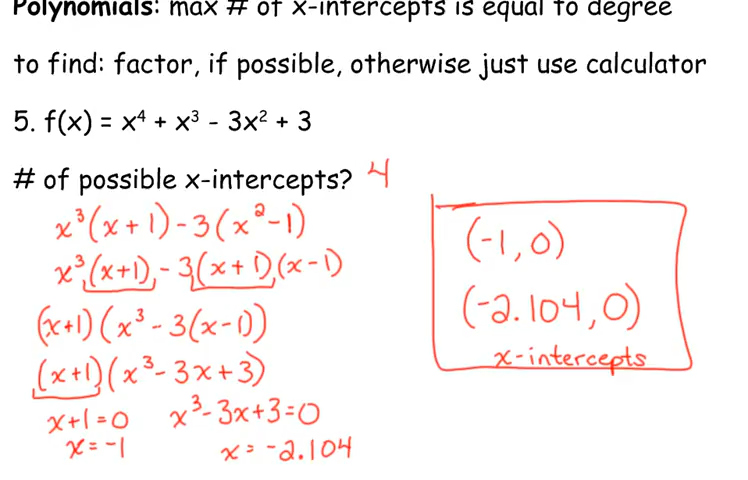 Polynomials: max # of x-intercepts is equal to degree
to find: factor, if possible, otherwise just use calculator
5. f(x) = x⁴ + x³ - 3x² + 3
# of possible x-intercepts? 4
x³(x+1)-3(x²-1)
x³(x+1)-3(x+1)(x-1)
(x+1)(x³-3(x-1))
(x+1)(x³-3x+3)
x+1=0 x³-3x+3=0
x=-1 x=-2.104
(-1,0)
(-2.104,0)
x-intercepts